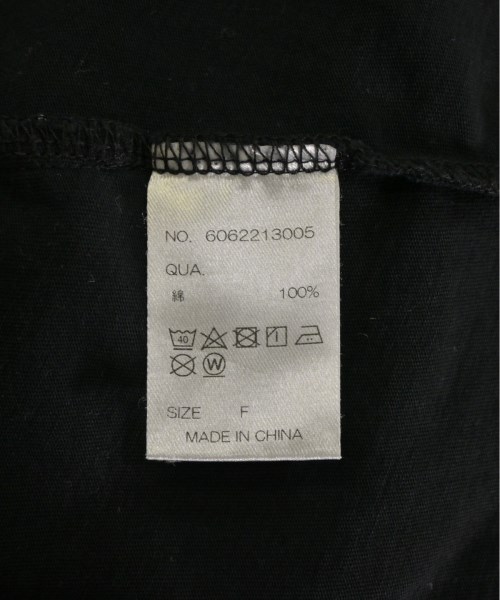 NO. 6062213005
QUA.
綿 100%
40
W
SIZE F
MADE IN CHINA